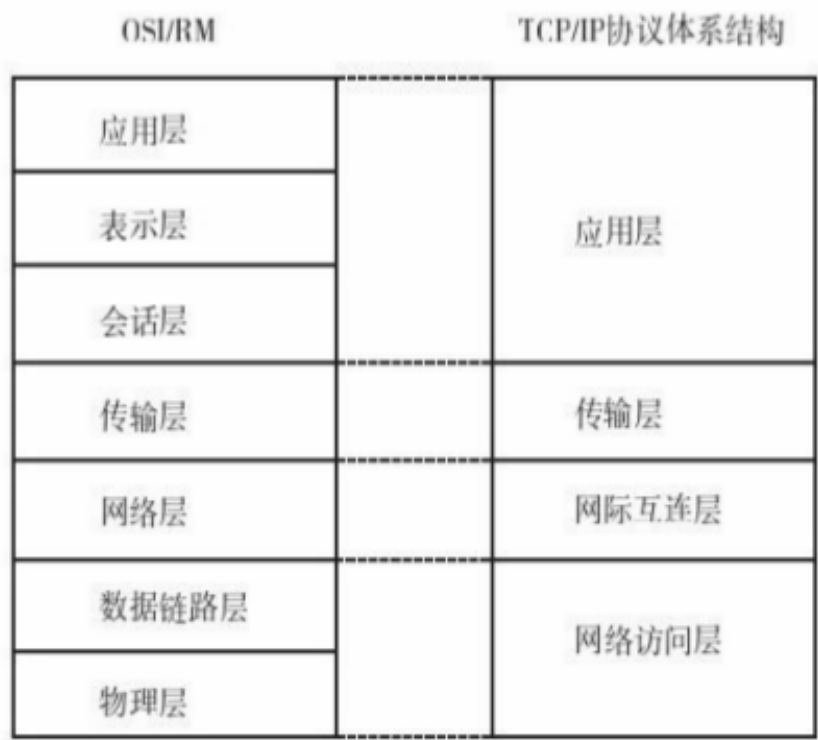 OSI/RM
TCP/IP协议体系结构
应用层
表示层
会话层
传输层
网络层
数据链路层
物理层
应用层
传输层
网际互连层
网络访问层